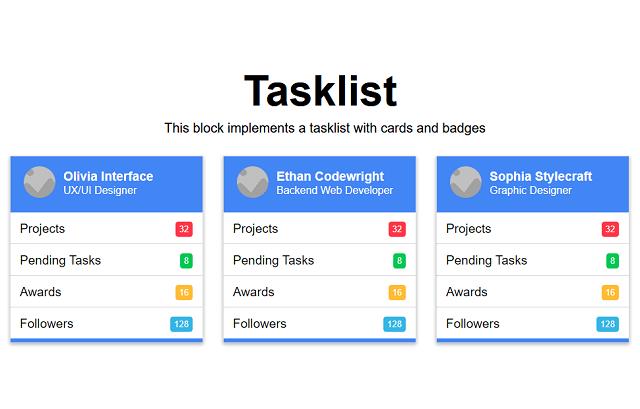 Tasklist
This block implements a tasklist with cards and badges
Olivia Interface
UX/UI Designer
Projects 32
Pending Tasks 8
Awards 16
Followers 128
Ethan Codewright
Backend Web Developer
Projects 32
Pending Tasks 8
Awards 16
Followers 128
Sophia Stylecraft
Graphic Designer
Projects 32
Pending Tasks 8
Awards 16
Followers 128